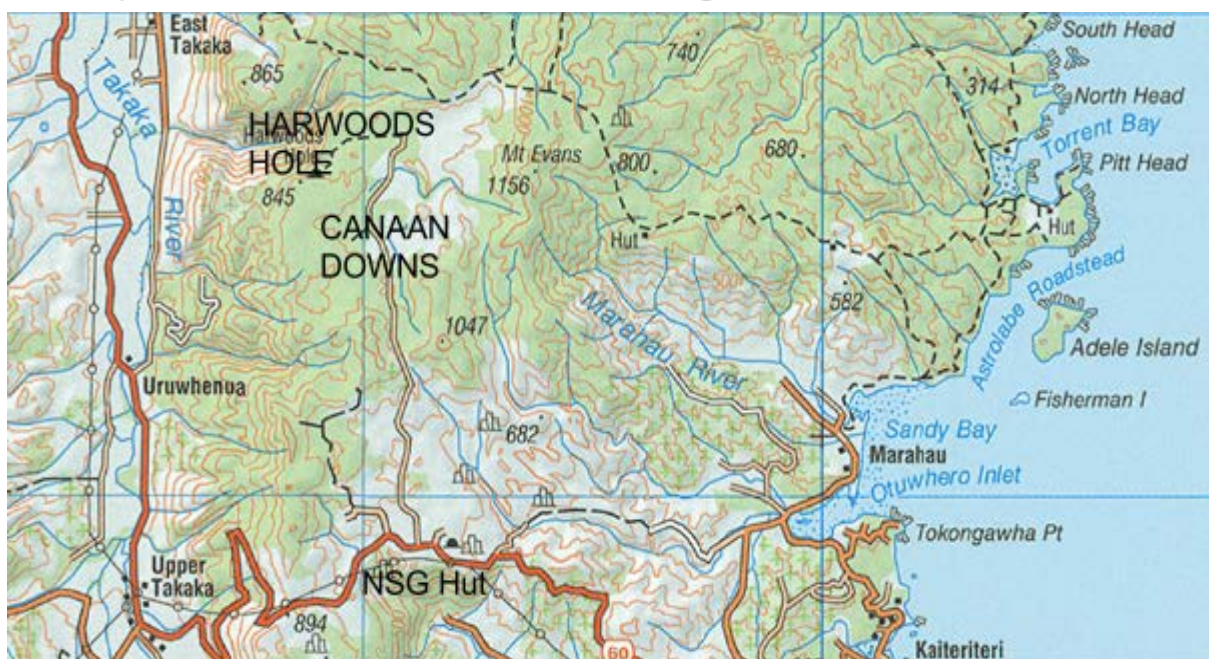 East
Takaka
Takaka
River
865
HARWOODS
HOLE
Harwoods
845
CANAAN
DOWNS
1000
Mt Evans
1156
740
800
680
314
South Head
North Head
Torrent Bay
Pitt Head
Hut
Hut
582
Astrolabe Roadstead
Adele Island
Fisherman I
Marahau River
1047
682
Uruwhenua
Sandy Bay
Marahau
Otuwhero Inlet
Tokongawha Pt
Upper
Takaka
894
NSG Hut
60
Kaiteriteri